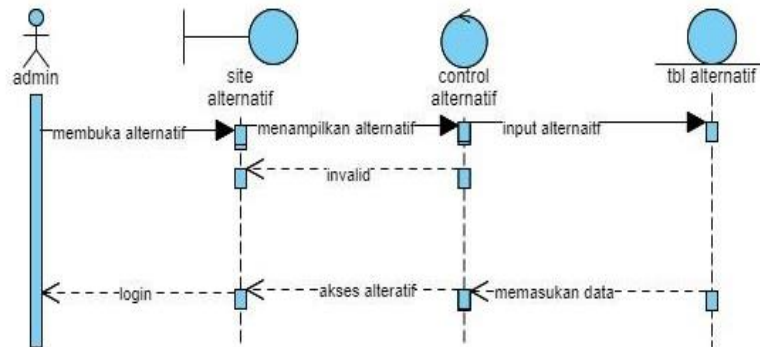 admin
site
alternatif
control
alternatif
tbl alternatif
membuka alternatif
menampilkan alternatif
input alternaitf
invalid
login
akses alteratif
memasukan data